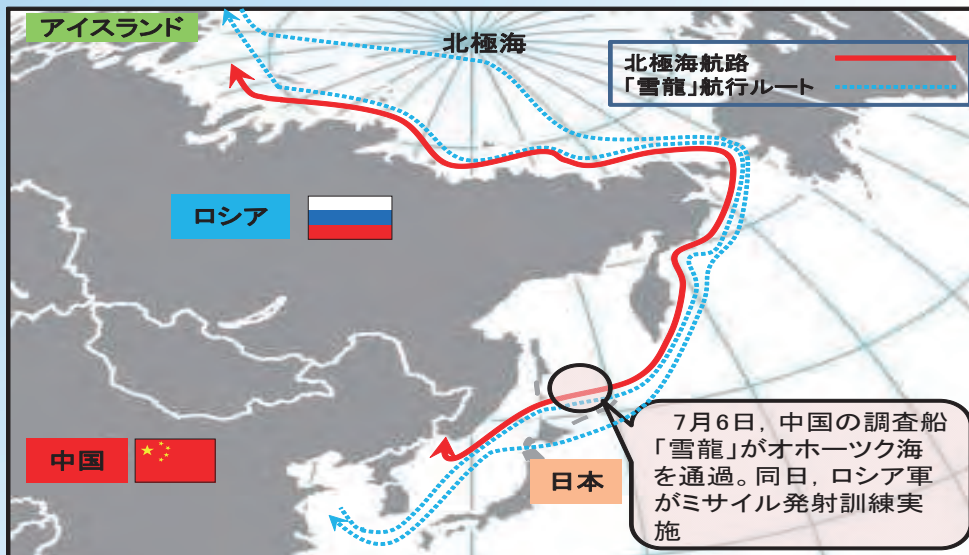 アイスランド
北極海
北極海航路
「雪龍」航行ルート
ロシア
中国
日本
7月6日，中国の調査船
「雪龍」がオホーツク海
を通過。同日，ロシア軍
がミサイル発射訓練実
施